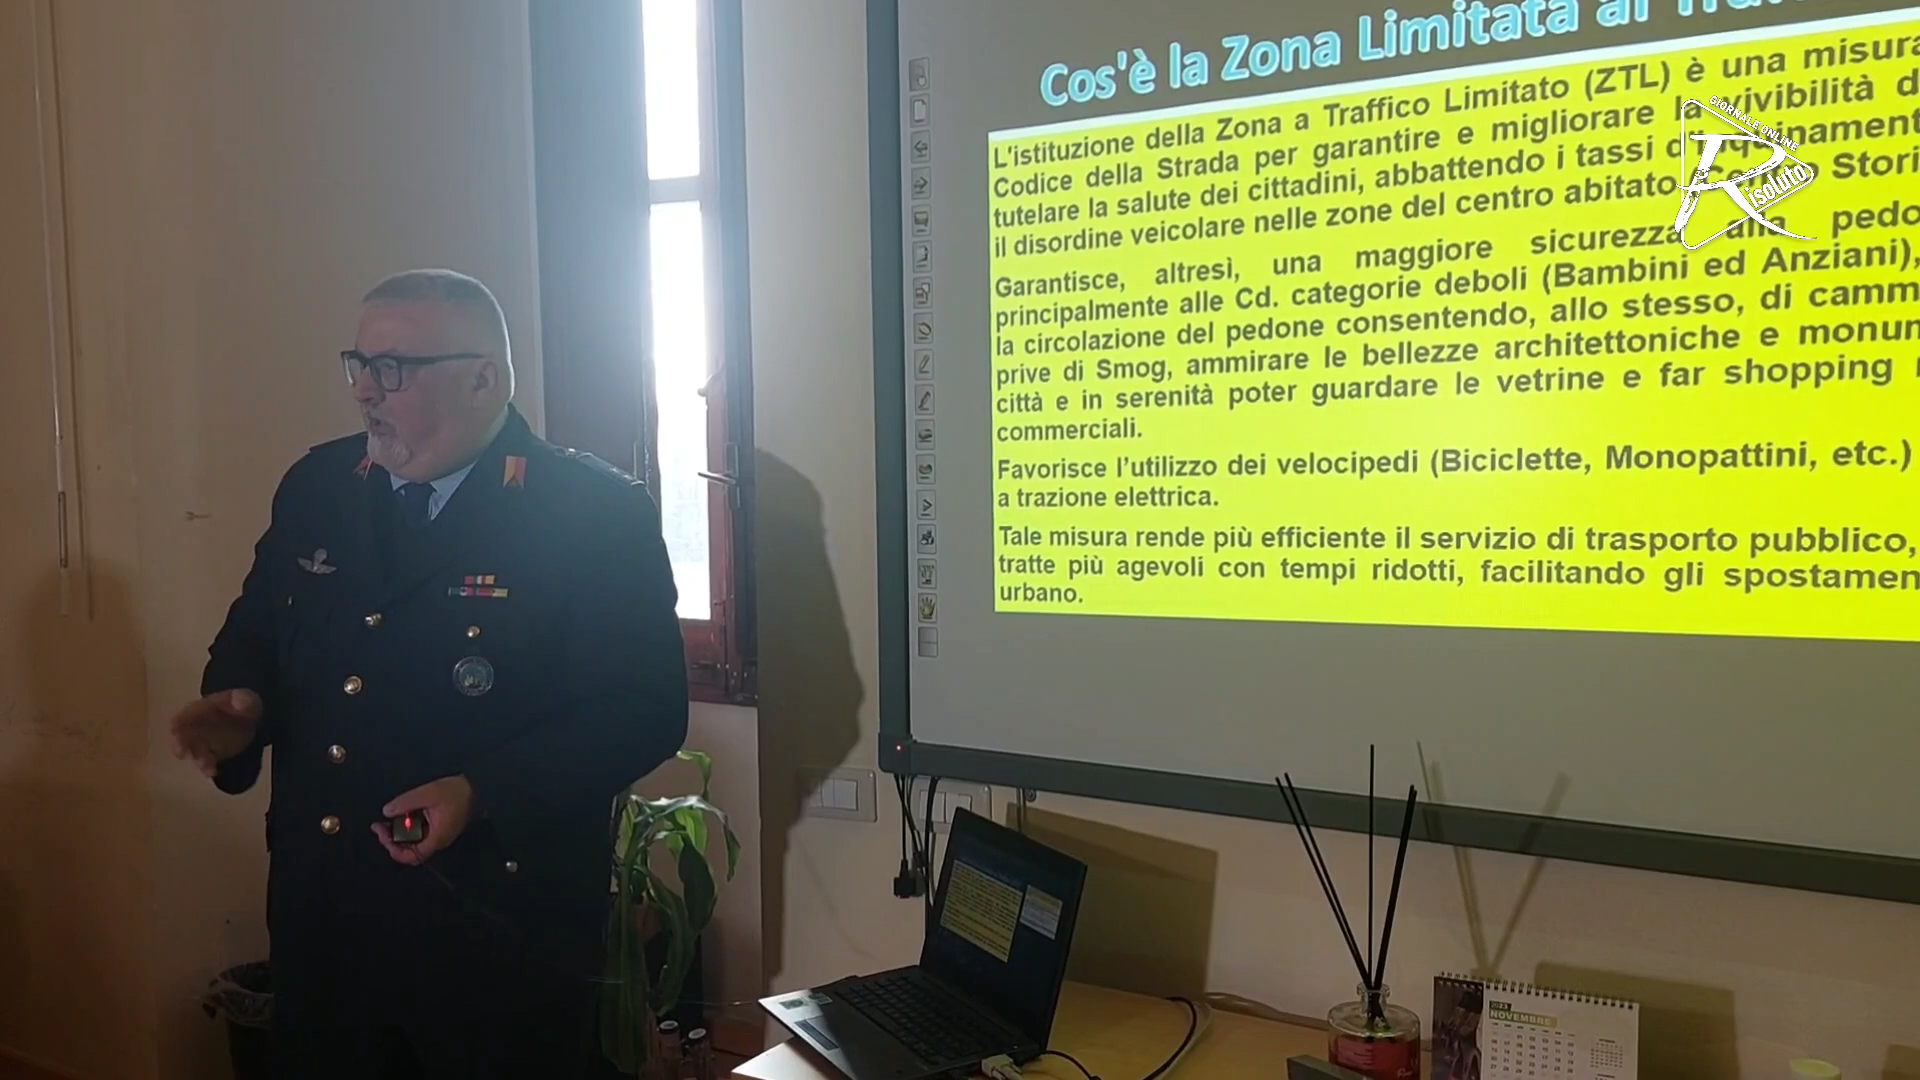 Cos'è la Zona Limitata al
L'istituzione della Zona a Traffico Limitato (ZTL) è una misura
Codice della Strada per garantire e migliorare la vivibilità
tutelare la salute dei cittadini, abbattendo i tassi
il disordine veicolare nelle zone del centro abitato
Garantisce, altresì, una maggiore sicurezza alla
principalmente alle Cd. categorie deboli (Bambini ed Anziani),
la circolazione del pedone consentendo, allo stesso, di
prive di Smog, ammirare le bellezze architettoniche e
città e in serenità poter guardare le vetrine e far shopping
commerciali.
Favorisce l'utilizzo dei velocipedi (Biciclette, Monopattini, etc.)
a trazione elettrica.
Tale misura rende più efficiente il servizio di trasporto pubblico,
tratte più agevoli con tempi ridotti, facilitando gli
urbano.
GIORNALE ONLINE
Risoluto
2023
NOVEMBRE